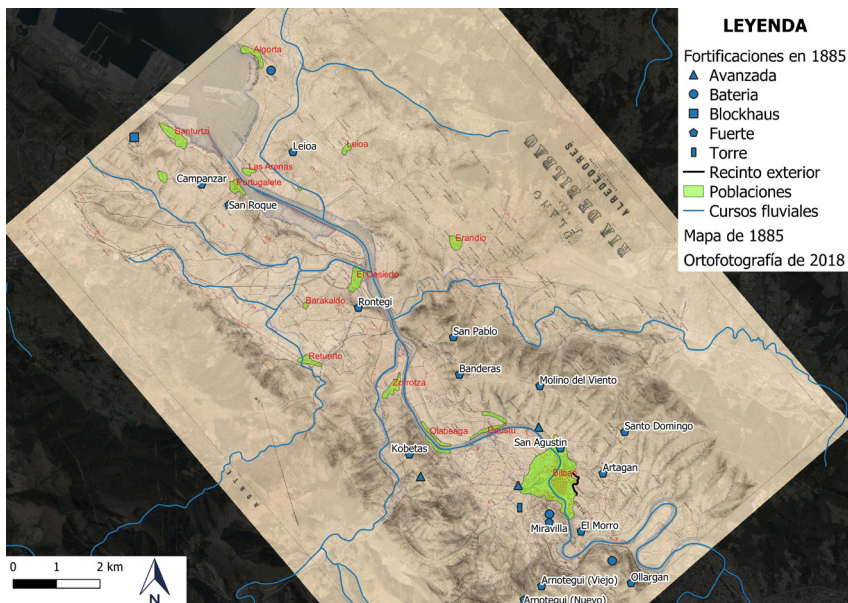 LEYENDA
Fortificaciones en 1885
Avanzada
Bateria
Blockhaus
Fuerte
Torre
Recinto exterior
Poblaciones
Cursos fluviales
Mapa de 1885
Ortofotografía de 2018
Algorta
Santurtzi
Leioa
Leioa
Las Arenas
Campanzar
Portugalete
San Roque
PLANO
RIA DE BILBAO
ALREDEDORES
Erandio
El Desierto
Barakaldo
Rontegi
San Pablo
Retuerto
Banderas
Zorrotza
Molino del Viento
Olabeaga
Deustu
San Agustin
Santo Domingo
Kobetas
Bilbao
Artagan
NORTE
Miravilla
El Morro
Arnotegui (Viejo)
Ollargan
Arnotegui (Nuevo)
0 1 2 km
N